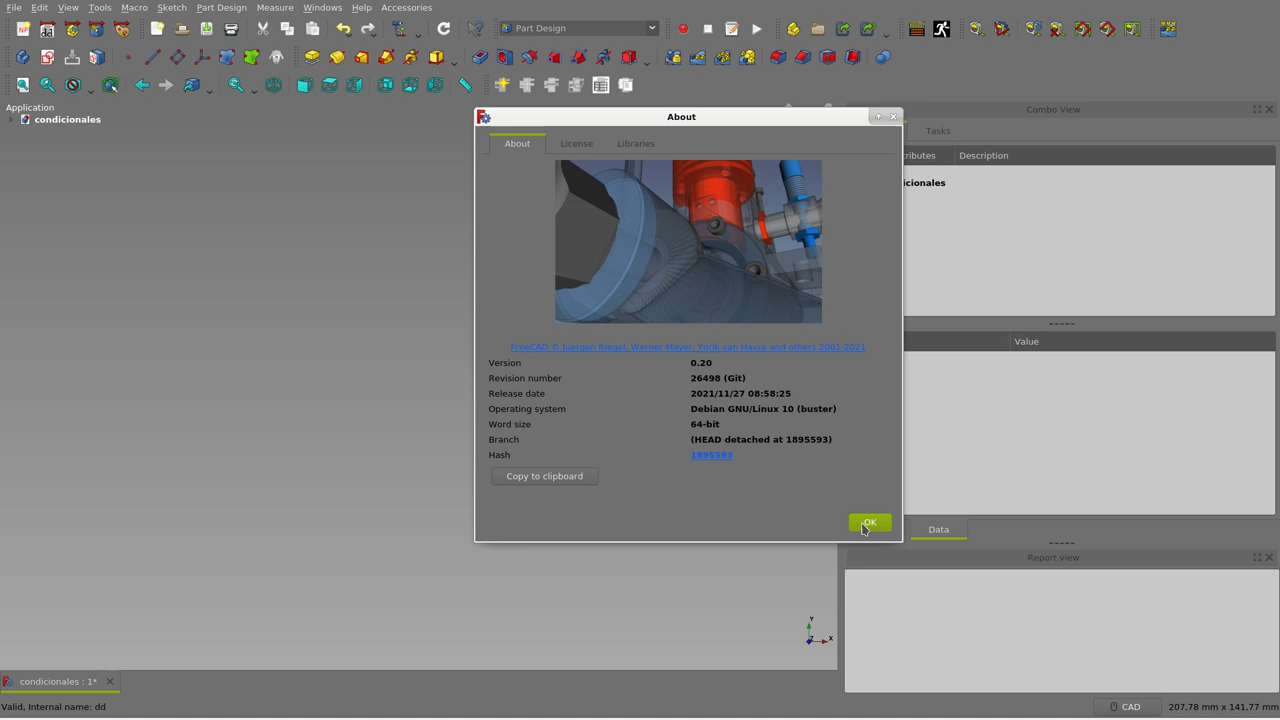 File Edit View Tools Macro Sketch Part Design Measure Windows Help Accessories
Part Design
Application
condicionales
Combo View
Tasks
ributes Description
icionales
Value
Data
Report view
About
About License Libraries
FreeCAD © Juergen Riegel, Werner Mayer, Yorik van Havre and others 2001-2021
Version 0.20
Revision number 26498 (Git)
Release date 2021/11/27 08:58:25
Operating system Debian GNU/Linux 10 (buster)
Word size 64-bit
Branch (HEAD detached at 1895593)
Hash 1895593
Copy to clipboard
OK
Y
X
Z
condicionales : 1*
Valid, Internal name: dd
CAD
207,78 mm x 141,77 mm